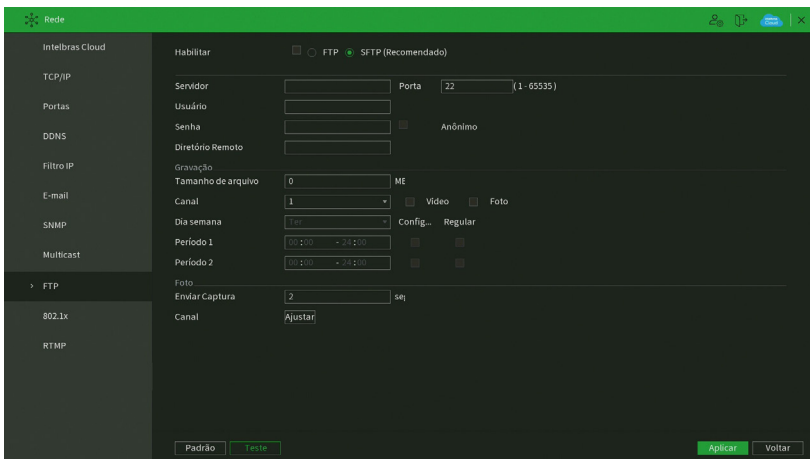 Rede
Intelbras Cloud
TCP/IP
Portas
DDNS
Filtro IP
E-mail
SNMP
Multicast
> FTP
802.1x
RTMP
Habilitar FTP SFTP (Recomendado)
Servidor Porta 22 (1-65535)
Usuário
Senha Anônimo
Diretório Remoto
Gravação
Tamanho de arquivo 0 ME
Canal 1 Vídeo Foto
Dia semana Ter Config... Regular
Período 1 00:00 - 24:00
Período 2 00:00 - 24:00
Foto
Enviar Captura 2 seg
Canal Ajustar
Padrão Teste Aplicar Voltar